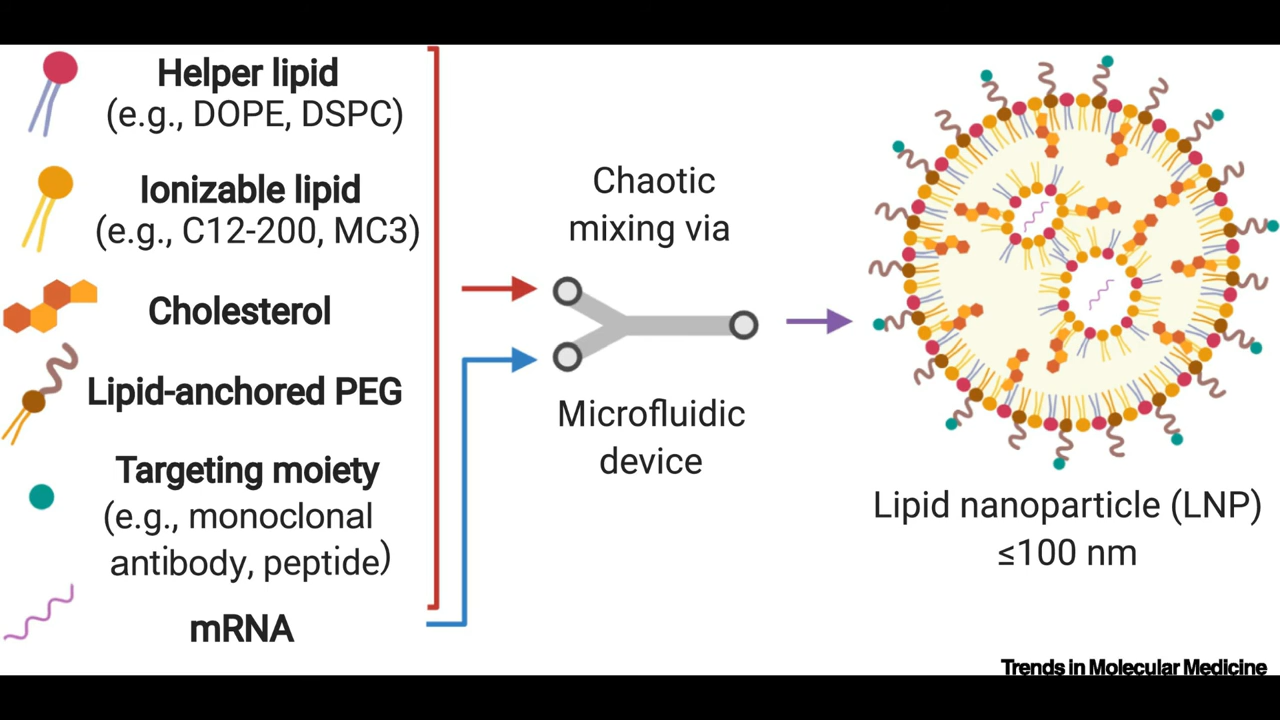 Helper lipid
(e.g., DOPE, DSPC)
Ionizable lipid
(e.g., C12-200, MC3)
Cholesterol
Lipid-anchored PEG
Targeting moiety
(e.g., monoclonal
antibody, peptide)
mRNA
Chaotic
mixing via
Microfluidic
device
Lipid nanoparticle (LNP)
≤100 nm
Trends in Molecular Medicine